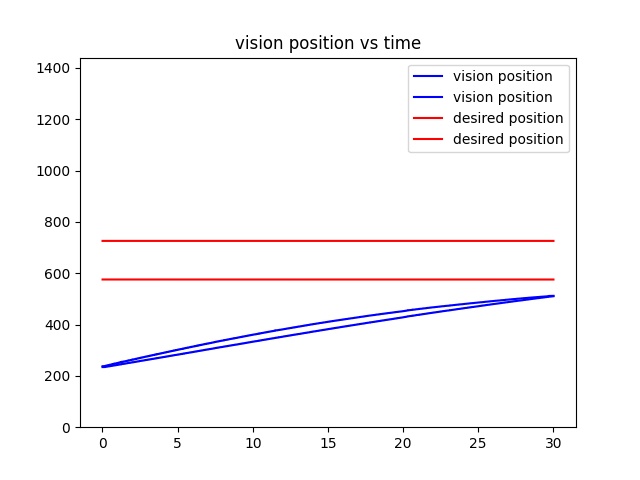 vision position vs time
1400
1200
1000
800
600
400
200
0
vision position
vision position
desired position
desired position
0 5 10 15 20 25 30